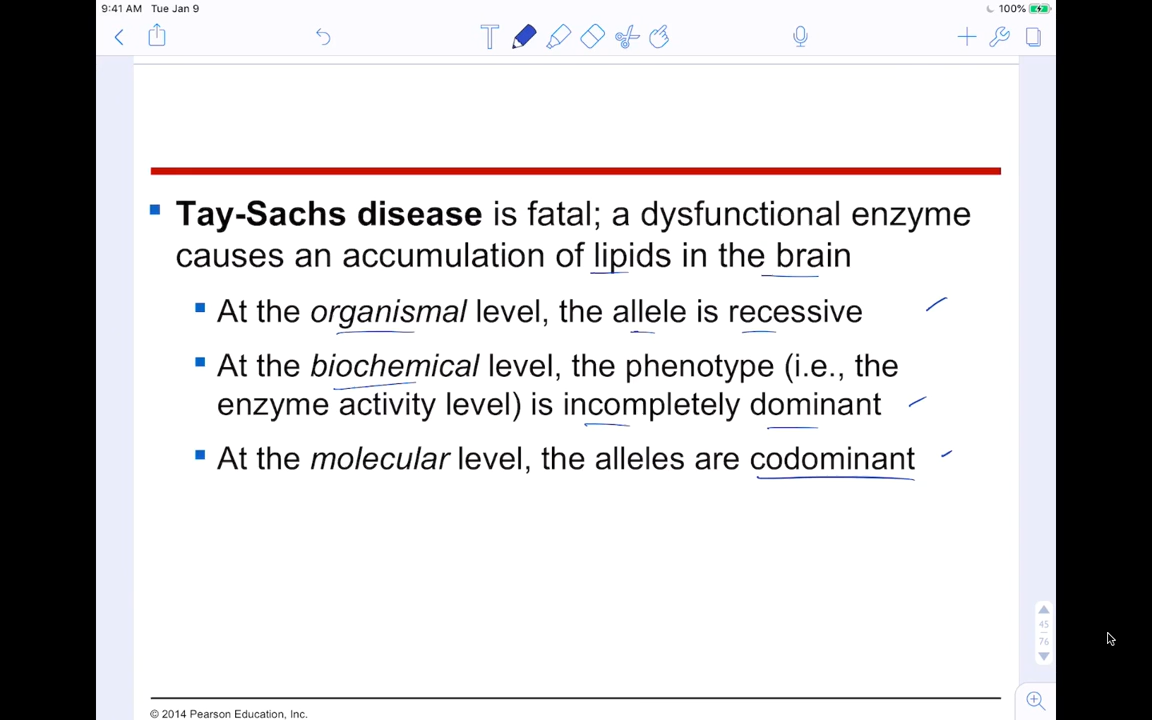 9:41 AM Tue Jan 9
100%
T
Tay-Sachs disease is fatal; a dysfunctional enzyme
causes an accumulation of lipids in the brain
At the organismal level, the allele is recessive
At the biochemical level, the phenotype (i.e., the
enzyme activity level) is incompletely dominant
At the molecular level, the alleles are codominant
45
76
© 2014 Pearson Education, Inc.